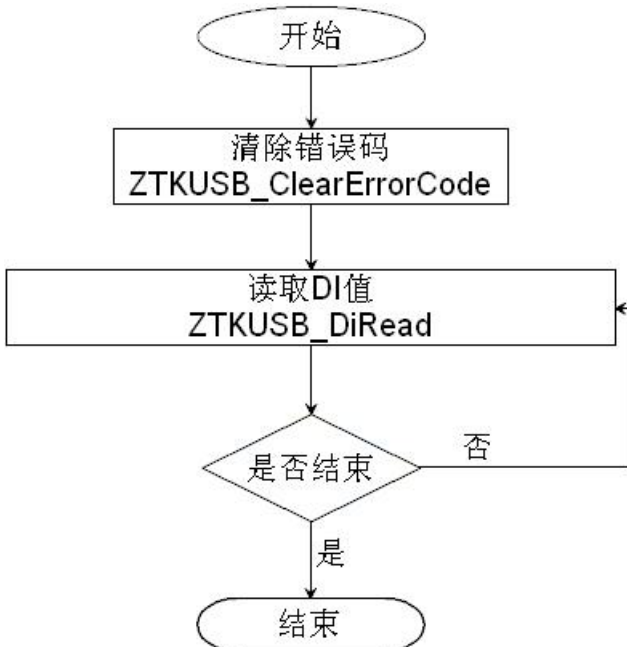 开始
清除错误码
ZTKUSB_ClearErrorCode
读取DI值
ZTKUSB_DiRead
是否结束
否
是
结束